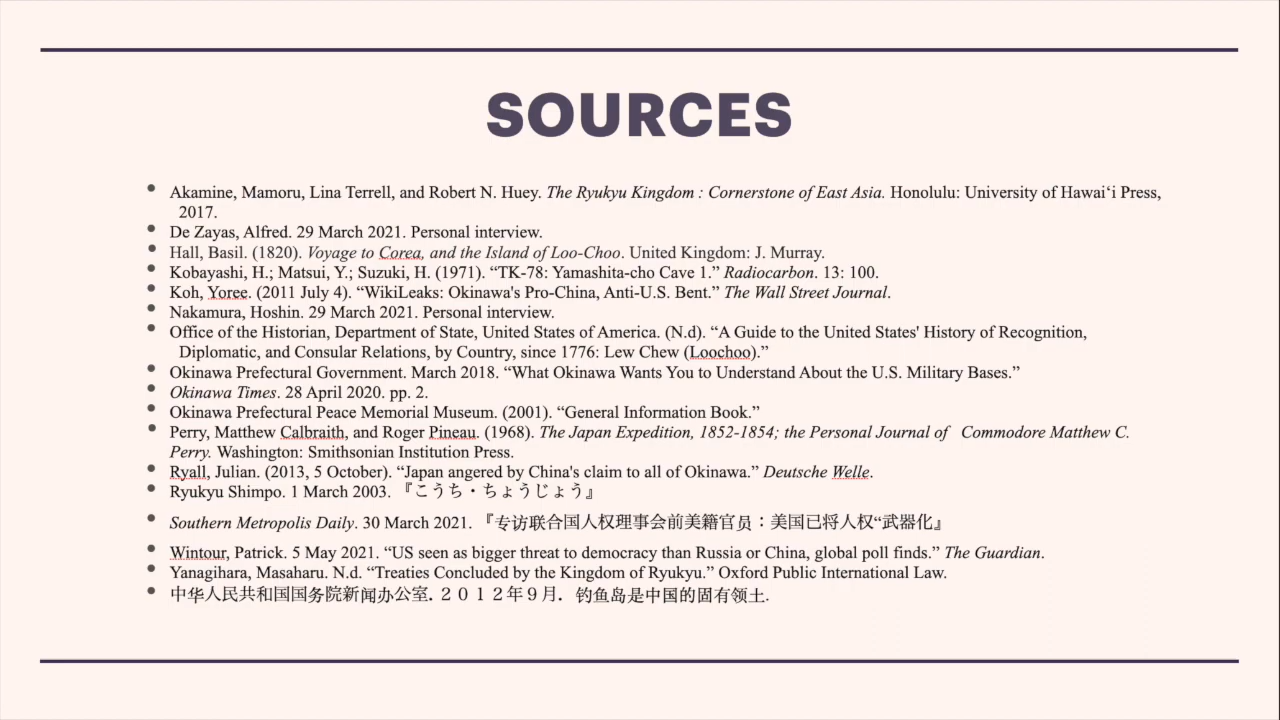 SOURCES
Akamine, Mamoru, Lina Terrell, and Robert N. Huey. The Ryukyu Kingdom : Cornerstone of East Asia. Honolulu: University of Hawai‘i Press,
2017.
De Zayas, Alfred. 29 March 2021. Personal interview.
Hall, Basil. (1820). Voyage to Corea, and the Island of Loo-Choo. United Kingdom: J. Murray.
Kobayashi, H.; Matsui, Y.; Suzuki, H. (1971). “TK-78: Yamashita-cho Cave 1.” Radiocarbon. 13: 100.
Koh, Yoree. (2011 July 4). “WikiLeaks: Okinawa's Pro-China, Anti-U.S. Bent.” The Wall Street Journal.
Nakamura, Hoshin. 29 March 2021. Personal interview.
Office of the Historian, Department of State, United States of America. (N.d). “A Guide to the United States' History of Recognition,
Diplomatic, and Consular Relations, by Country, since 1776: Lew Chew (Loochoo).”
Okinawa Prefectural Government. March 2018. “What Okinawa Wants You to Understand About the U.S. Military Bases.”
Okinawa Times. 28 April 2020. pp. 2.
Okinawa Prefectural Peace Memorial Museum. (2001). “General Information Book.”
Perry, Matthew Calbraith, and Roger Pineau. (1968). The Japan Expedition, 1852-1854; the Personal Journal of Commodore Matthew C.
Perry. Washington: Smithsonian Institution Press.
Ryall, Julian. (2013, 5 October). “Japan angered by China's claim to all of Okinawa.” Deutsche Welle.
Ryukyu Shimpo. 1 March 2003. 『こうち・ちょうじょう』
Southern Metropolis Daily. 30 March 2021. 『专访联合国人权理事会前美籍官员：美国已将人权“武器化』
Wintour, Patrick. 5 May 2021. “US seen as bigger threat to democracy than Russia or China, global poll finds.” The Guardian.
Yanagihara, Masaharu. N.d. “Treaties Concluded by the Kingdom of Ryukyu.” Oxford Public International Law.
中华人民共和国国务院新闻办公室. ２０１２年９月. 钓鱼岛是中国的固有领土.